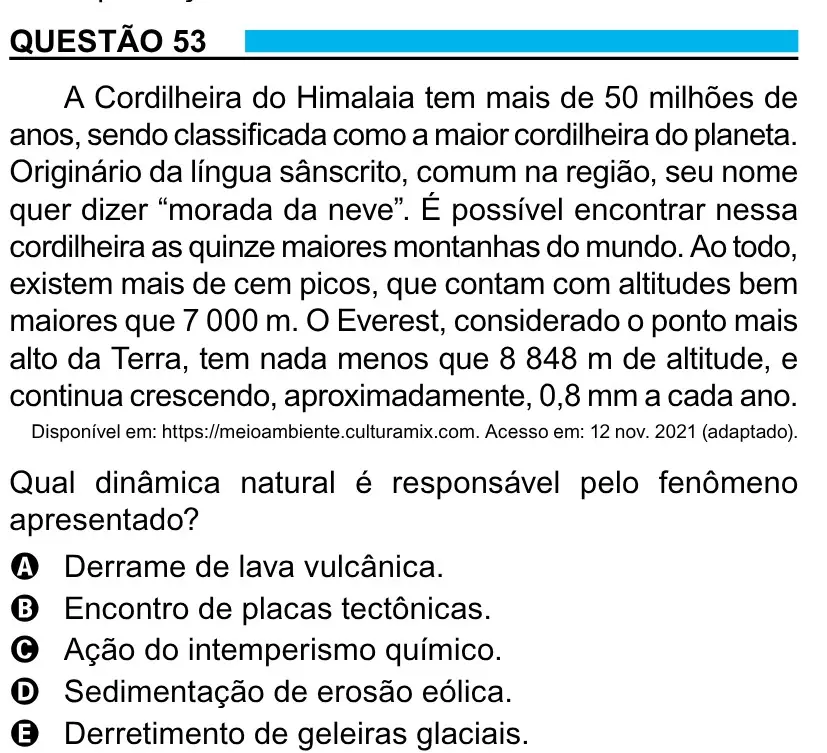 QUESTÃO 53
A Cordilheira do Himalaia tem mais de 50 milhões de
anos, sendo classificada como a maior cordilheira do planeta.
Originário da língua sânscrito, comum na região, seu nome
quer dizer “morada da neve”. É possível encontrar nessa
cordilheira as quinze maiores montanhas do mundo. Ao todo,
existem mais de cem picos, que contam com altitudes bem
maiores que 7 000 m. O Everest, considerado o ponto mais
alto da Terra, tem nada menos que 8 848 m de altitude, e
continua crescendo, aproximadamente, 0,8 mm a cada ano.
Disponível em: https://meioambiente.culturamix.com. Acesso em: 12 nov. 2021 (adaptado).
Qual dinâmica natural é responsável pelo fenômeno
apresentado?
A Derrame de lava vulcânica.
B Encontro de placas tectônicas.
C Ação do intemperismo químico.
D Sedimentação de erosão eólica.
E Derretimento de geleiras glaciais.